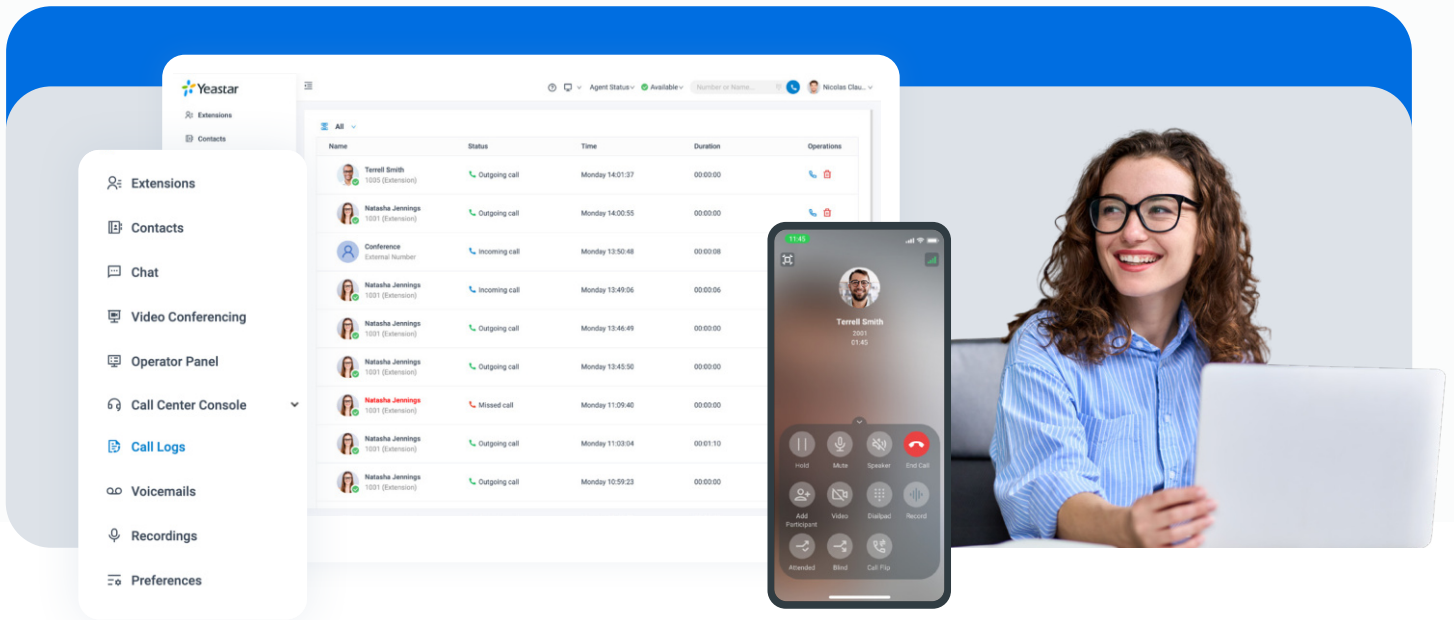 Yeastar
Agent Status
Available
Number or Name...
Nicolas Clau...
Extensions
Contacts
All
Name Status Time Duration Operations
Terrell Smith
1035 (Extension)
Outgoing call Monday 14:01:37 00:00:00
Natasha Jennings
1031 (Extension)
Outgoing call Monday 14:00:55 00:00:00
Conference
External Number
Incoming call Monday 13:50:48 00:00:08
Natasha Jennings
1031 (Extension)
Incoming call Monday 13:49:06 00:00:06
Natasha Jennings
1031 (Extension)
Outgoing call Monday 13:46:49 00:00:00
Natasha Jennings
1031 (Extension)
Outgoing call Monday 13:45:50 00:00:00
Natasha Jennings
1031 (Extension)
Missed call Monday 11:09:40 00:00:00
Natasha Jennings
1031 (Extension)
Outgoing call Monday 11:03:04 00:01:10
Natasha Jennings
1031 (Extension)
Outgoing call Monday 10:59:23 00:00:00
Extensions
Contacts
Chat
Video Conferencing
Operator Panel
Call Center Console
Call Logs
Voicemails
Recordings
Preferences
11:45
Terrell Smith
2001
01:45
Hold Mute Speaker End Call
Add
Participant
Video Dialpad Record
Attended Blind Call Flip